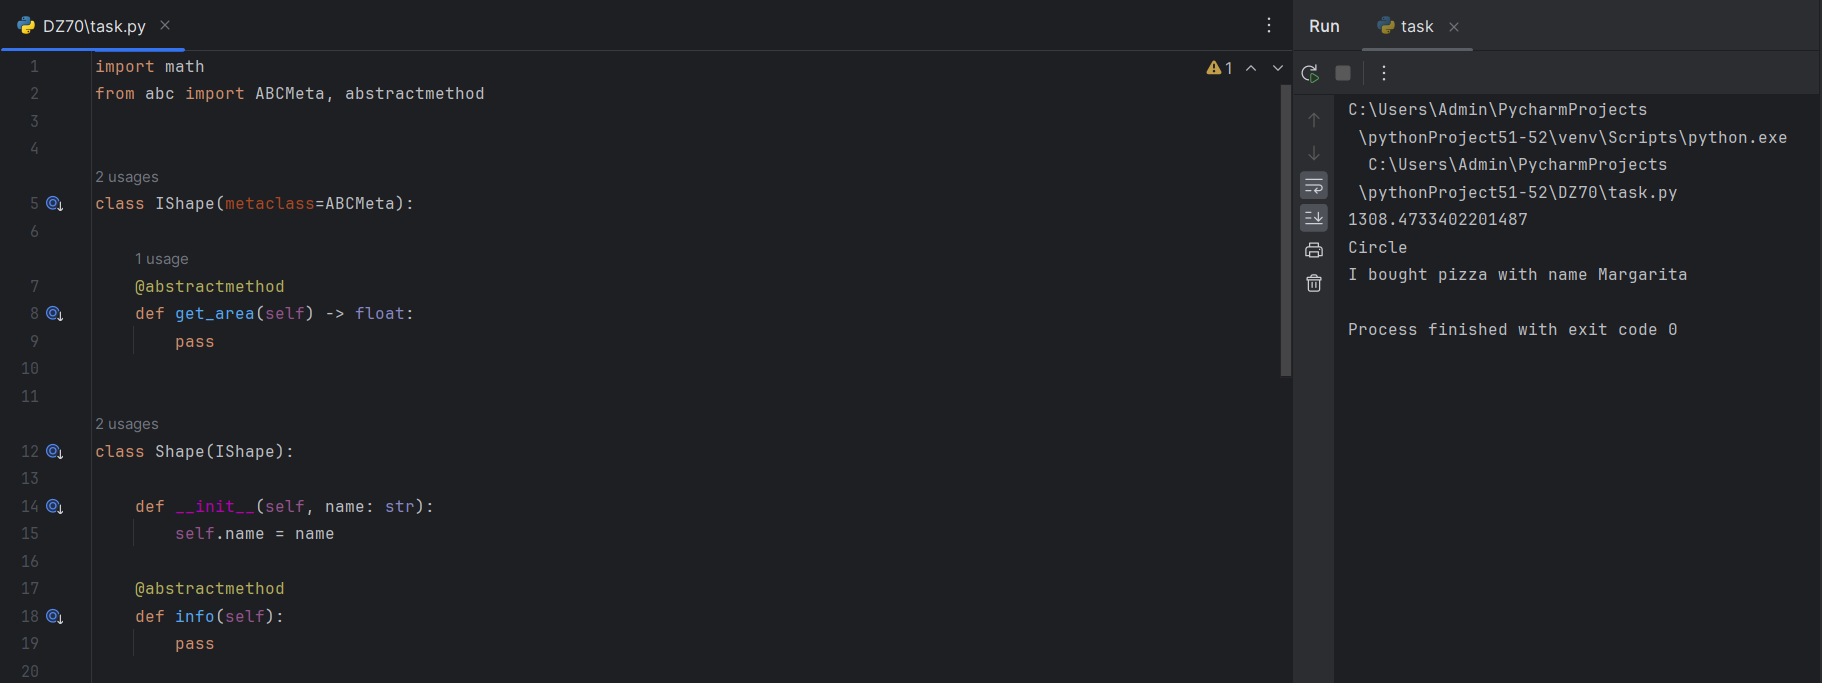 DZ70\task.py
1
1 import math
2 from abc import ABCMeta, abstractmethod
3
4
2 usages
5 class IShape(metaclass=ABCMeta):
6
1 usage
7 @abstractmethod
8 def get_area(self) -> float:
9 pass
10
11
2 usages
12 class Shape(IShape):
13
14 def __init__(self, name: str):
15 self.name = name
16
17 @abstractmethod
18 def info(self):
19 pass
20
Run task
C:\Users\Admin\PycharmProjects
\pythonProject51-52\venv\Scripts\python.exe
C:\Users\Admin\PycharmProjects
\pythonProject51-52\DZ70\task.py
1308.4733402201487
Circle
I bought pizza with name Margarita
Process finished with exit code 0